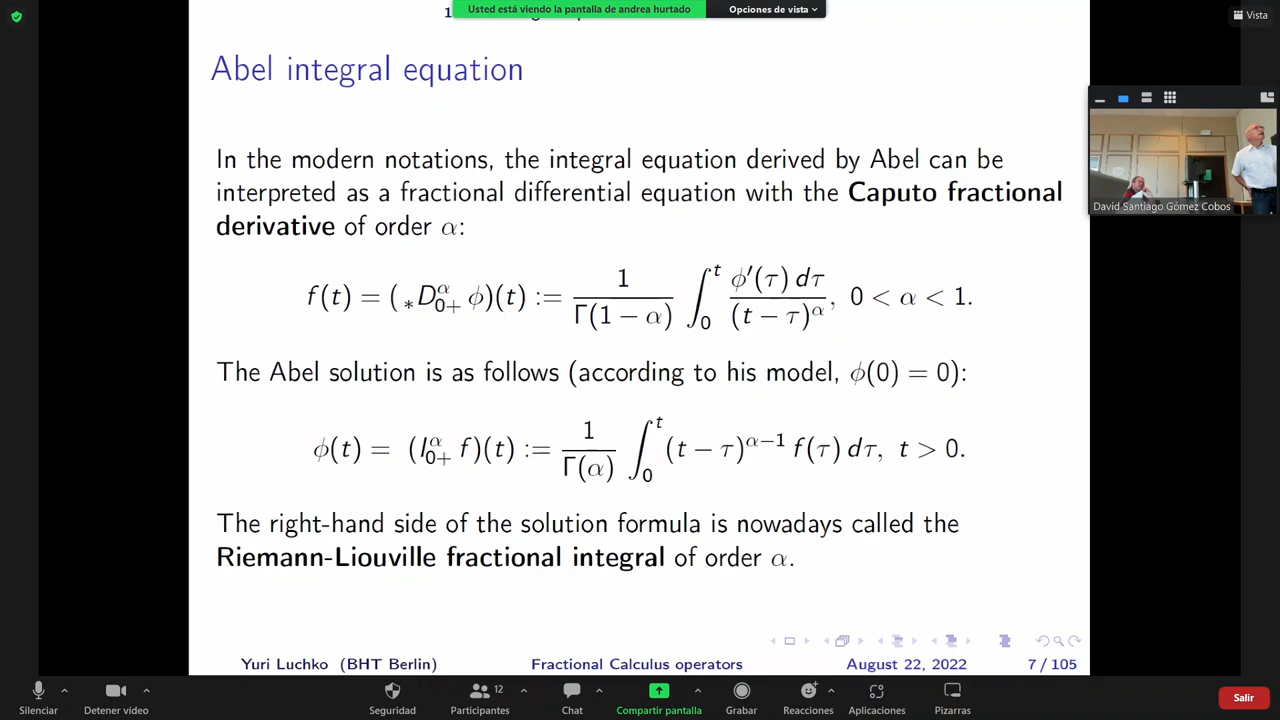 Usted está viendo la pantalla de andrea hurtado
Opciones de vista
Vista
Abel integral equation
In the modern notations, the integral equation derived by Abel can be
interpreted as a fractional differential equation with the Caputo fractional
derivative of order α:
f(t) = ( *D^α_{0+} ϕ)(t) := 1/Γ(1 − α) ∫_0^t ϕ′(τ) dτ/(t − τ)^α, 0 < α < 1.
The Abel solution is as follows (according to his model, ϕ(0) = 0):
ϕ(t) = (I^α_{0+} f)(t) := 1/Γ(α) ∫_0^t (t − τ)^{α−1} f(τ) dτ, t > 0.
The right-hand side of the solution formula is nowadays called the
Riemann-Liouville fractional integral of order α.
Yuri Luchko (BHT Berlin) Fractional Calculus operators August 22, 2022 7 / 105
David Santiago Gómez Cobos
Silenciar
Detener vídeo
Seguridad
Participantes 12
Chat
Compartir pantalla
Grabar
Reacciones
Aplicaciones
Pizarras
Salir